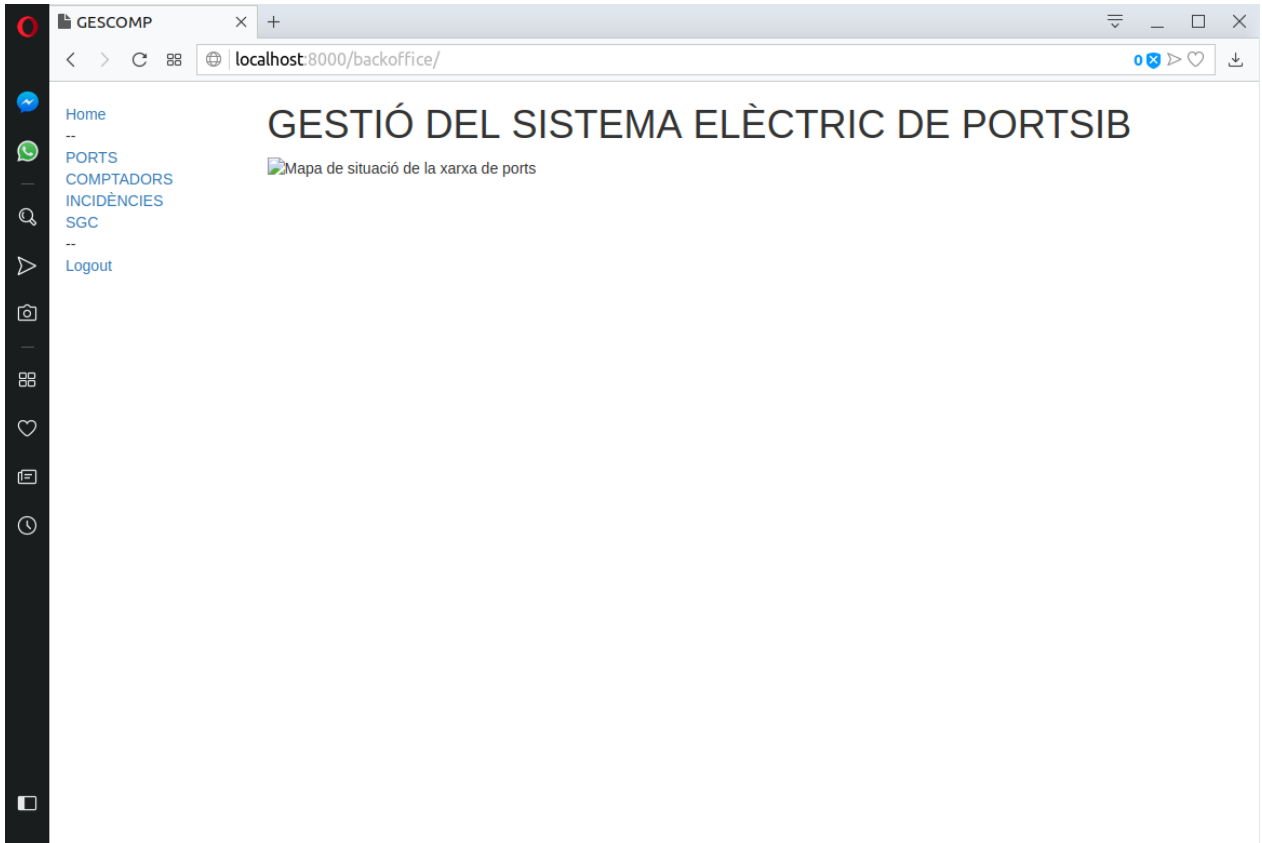 GESCOMP
localhost:8000/backoffice/
0
Home
--
PORTS
COMPTADORS
INCIDÈNCIES
SGC
--
Logout
GESTIÓ DEL SISTEMA ELÈCTRIC DE PORTSIB
Mapa de situació de la xarxa de ports